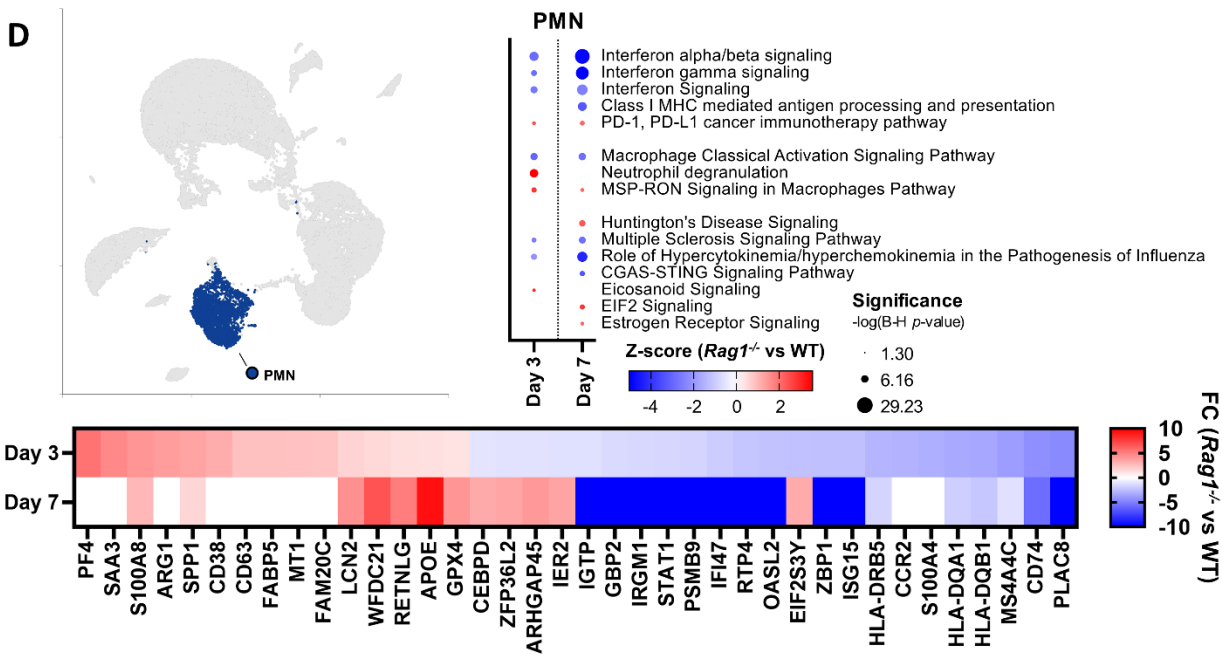 D
PMN
PMN
Interferon alpha/beta signaling
Interferon gamma signaling
Interferon Signaling
Class I MHC mediated antigen processing and presentation
PD-1, PD-L1 cancer immunotherapy pathway
Macrophage Classical Activation Signaling Pathway
Neutrophil degranulation
MSP-RON Signaling in Macrophages Pathway
Huntington's Disease Signaling
Multiple Sclerosis Signaling Pathway
Role of Hypercytokinemia/hyperchemokinemia in the Pathogenesis of Influenza
CGAS-STING Signaling Pathway
Eicosanoid Signaling
EIF2 Signaling
Estrogen Receptor Signaling
Day 3
Day 7
Z-score (Rag1-/- vs WT)
-4 -2 0 2
Significance
-log(B-H p-value)
1.30
6.16
29.23
Day 3
Day 7
PF4
SAA3
S100A8
ARG1
SPP1
CD38
CD63
FABP5
MT1
FAM20C
LCN2
WFDC21
RETNLG
APOE
GPX4
CEBPD
ZFP36L2
ARHGAP45
IER2
IGTP
GBP2
IRGM1
STAT1
PSMB9
IFI47
RTP4
OASL2
EIF2S3Y
ZBP1
ISG15
HLA-DRB5
CCR2
S100A4
HLA-DQA1
HLA-DQB1
MS4A4C
CD74
PLAC8
10
5
0
-5
-10
FC (Rag1-/- vs WT)